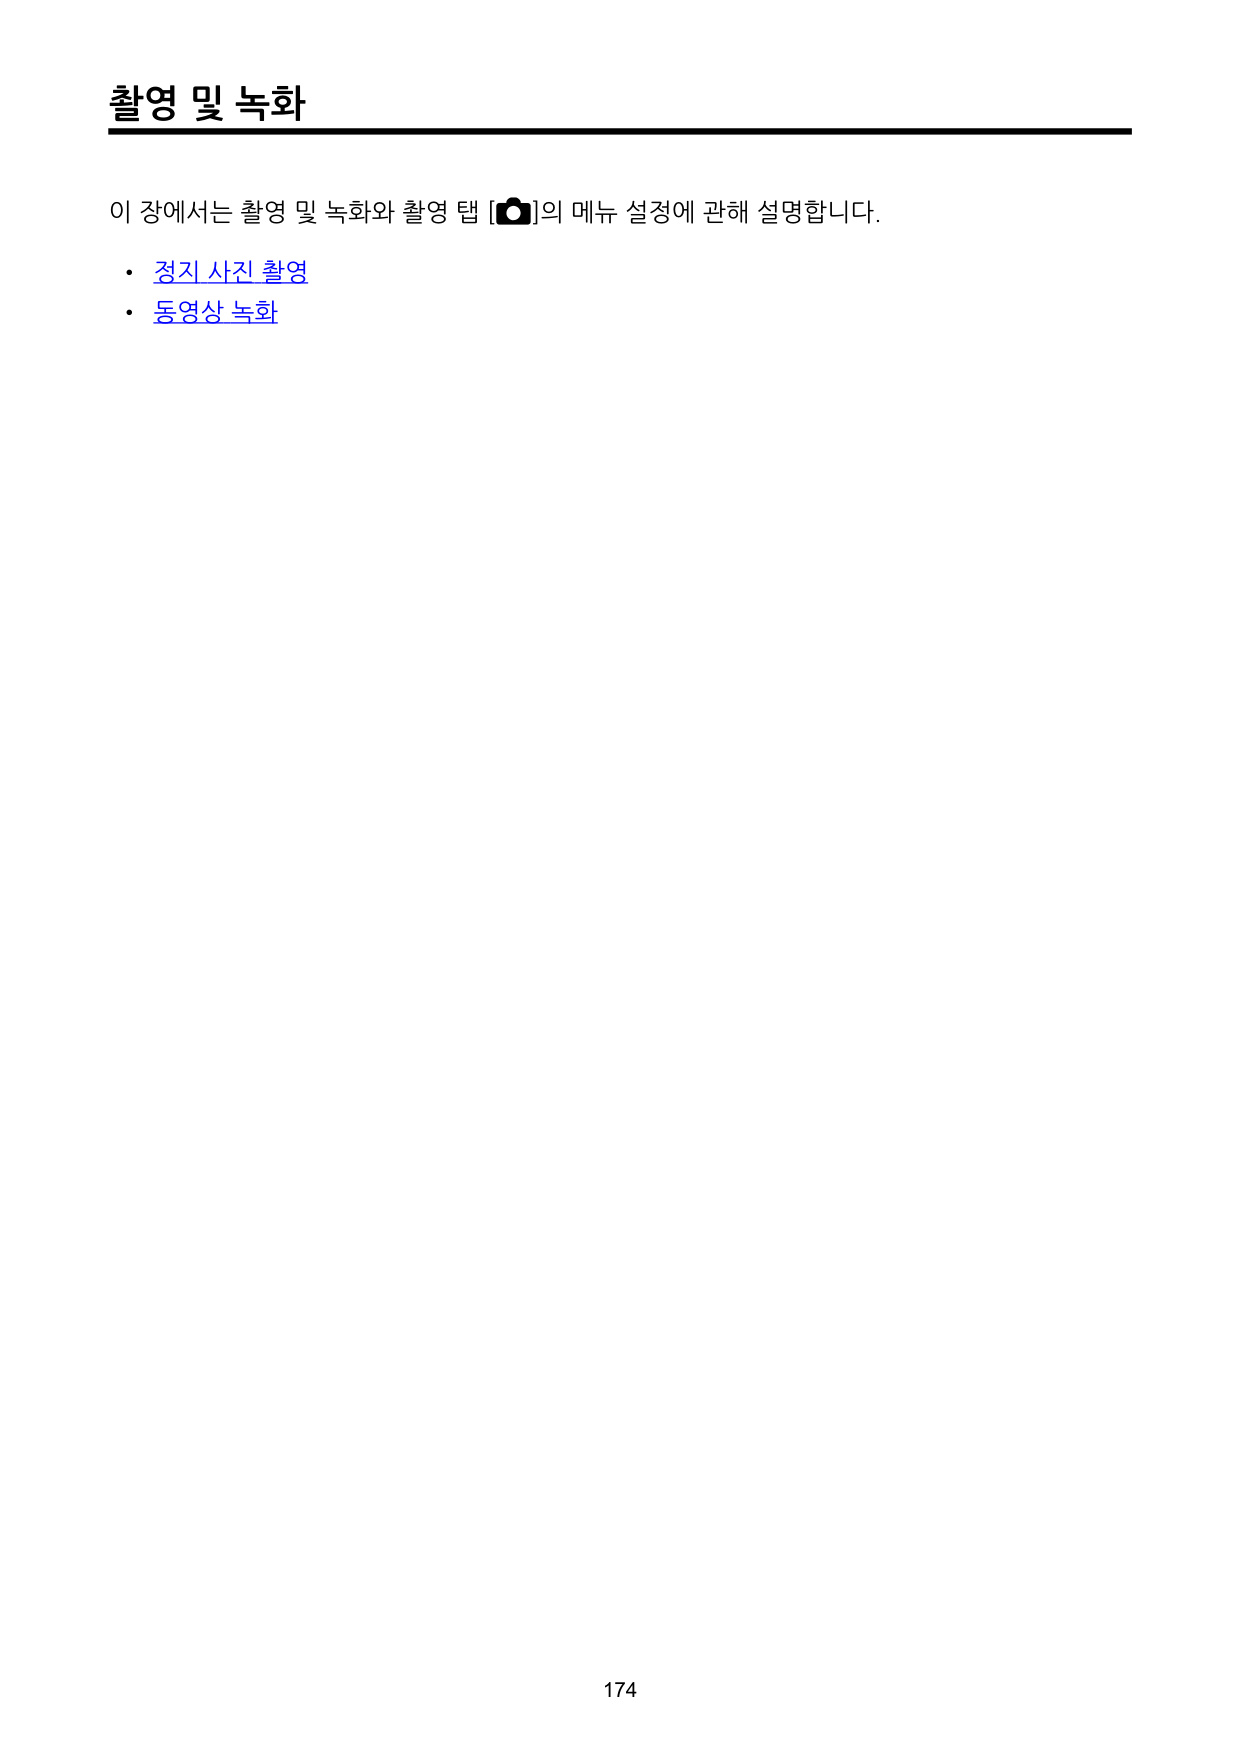 촬영 및 녹화
이 장에서는 촬영 및 녹화와 촬영 탭 []의 메뉴 설정에 관해 설명합니다.
• 정지 사진 촬영
• 동영상 녹화
174